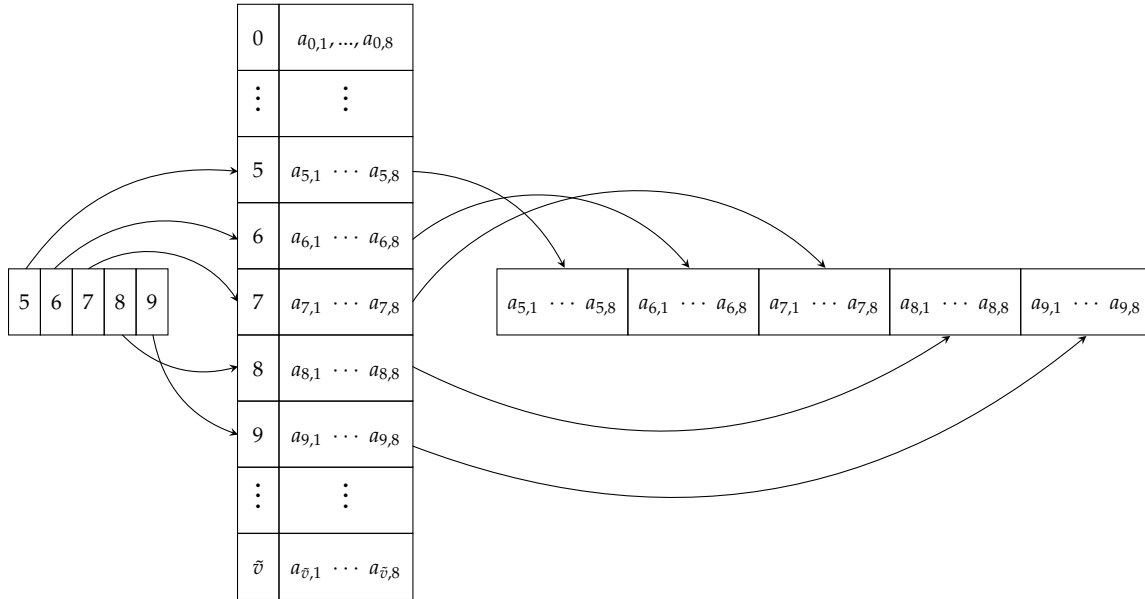 0 a_{0,1}, ..., a_{0,8}
⋮ ⋮
5 a_{5,1} ⋯ a_{5,8}
6 a_{6,1} ⋯ a_{6,8}
5 6 7 8 9
7 a_{7,1} ⋯ a_{7,8}
a_{5,1} ⋯ a_{5,8} a_{6,1} ⋯ a_{6,8} a_{7,1} ⋯ a_{7,8} a_{8,1} ⋯ a_{8,8} a_{9,1} ⋯ a_{9,8}
8 a_{8,1} ⋯ a_{8,8}
9 a_{9,1} ⋯ a_{9,8}
⋮ ⋮
ṽ a_{ṽ,1} ⋯ a_{ṽ,8}